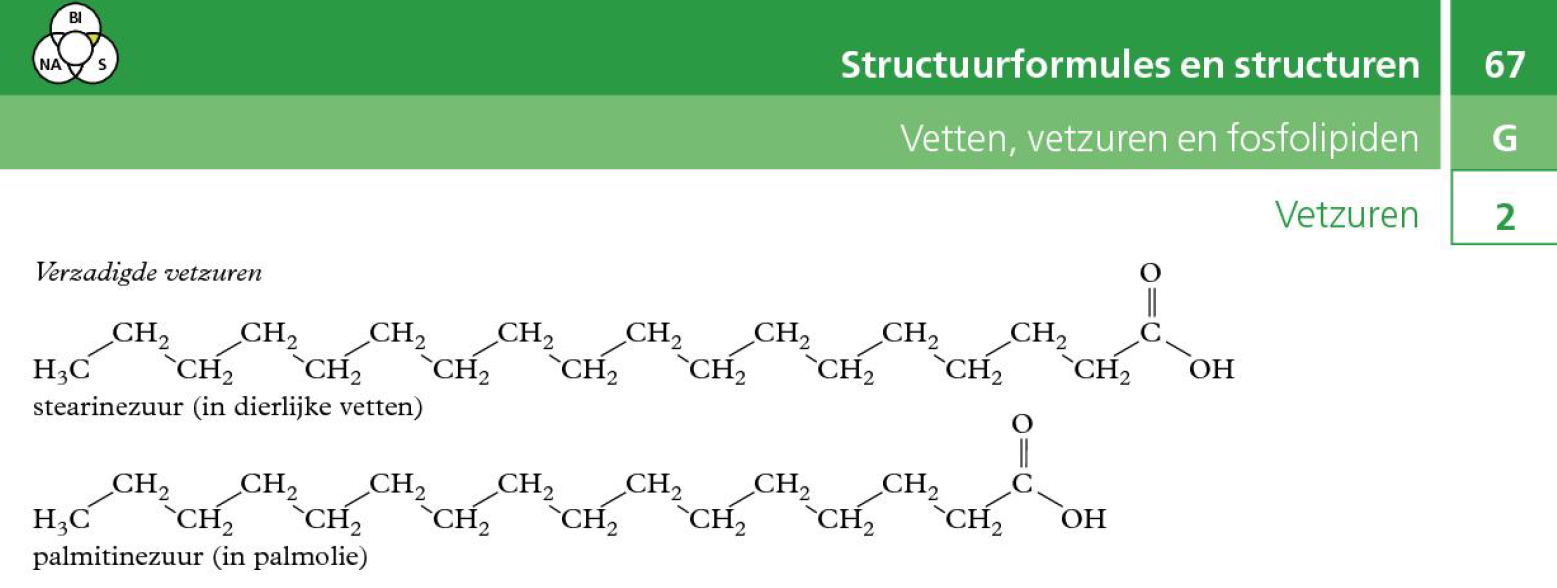 BI
NA S
Structuurformules en structuren 67
Vetten, vetzuren en fosfolipiden G
Vetzuren 2
Verzadigde vetzuren
O
CH₂ CH₂ CH₂ CH₂ CH₂ CH₂ CH₂ CH₂ C
H₃C CH₂ CH₂ CH₂ CH₂ CH₂ CH₂ CH₂ CH₂ OH
stearinezuur (in dierlijke vetten)
O
CH₂ CH₂ CH₂ CH₂ CH₂ CH₂ CH₂ C
H₃C CH₂ CH₂ CH₂ CH₂ CH₂ CH₂ CH₂ OH
palmitinezuur (in palmolie)